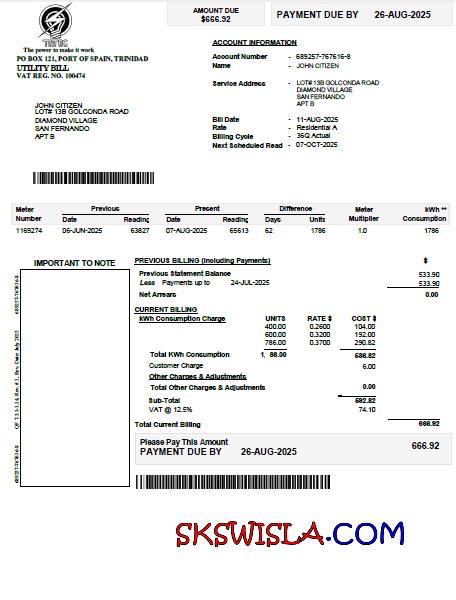 AMOUNT DUE
$666.92
PAYMENT DUE BY 26-AUG-2025
The power to make it work
PO BOX 121, PORT OF SPAIN, TRINIDAD
UTILITY BILL
VAT REG. NO. 100474
ACCOUNT INFORMATION
Account Number - 689257-767616-8
Name - JOHN CITIZEN
Service Address - LOT# 13B GOLCONDA ROAD
DIAMOND VILLAGE
SAN FERNANDO
APT B
JOHN CITIZEN
LOT# 13B GOLCONDA ROAD
DIAMOND VILLAGE
SAN FERNANDO
APT B
Bill Date - 11-AUG-2025
Rate - Residential A
Billing Cycle - 36Q Actual
Next Scheduled Read - 07-OCT-2025
Meter Previous Present Difference Meter kWh **
Number Date Reading Date Reading Days Units Multiplier Consumption
1169274 06-JUN-2025 63827 07-AUG-2025 65613 62 1786 1.0 1786
IMPORTANT TO NOTE
PREVIOUS BILLING (Including Payments) $
Previous Statement Balance 533.90
Less Payments up to 24-JUL-2025 533.90
Net Arrears 0.00
CURRENT BILLING
kWh Consumption Charge UNITS RATE $ COST $
400.00 0.2600 104.00
600.00 0.3200 192.00
786.00 0.3700 290.82
Total KWh Consumption 586.82
Customer Charge 6.00
Other Charges & Adjustments
Total Other Charges & Adjustments 0.00
Sub-Total 592.82
VAT @ 12.5% 74.10
Total Current Billing 666.92
Please Pay This Amount 666.92
PAYMENT DUE BY 26-AUG-2025
689257-767616-8
689257-767616-8
SKSWISLA.COM